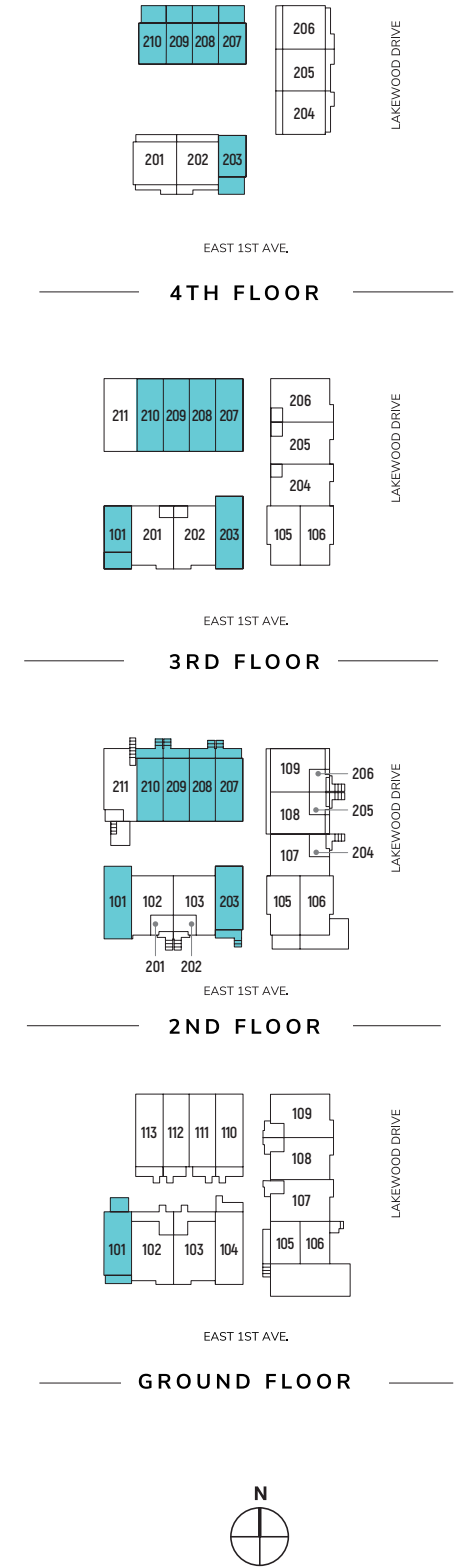 206
210 209 208 207
205
204
LAKEWOOD DRIVE
201 202 203
EAST 1ST AVE.
4TH FLOOR
206
211 210 209 208 207
205
204
LAKEWOOD DRIVE
101 201 202 203 105 106
EAST 1ST AVE.
3RD FLOOR
109
206
211 210 209 208 207
108
205
107
204
LAKEWOOD DRIVE
101 102 103 203 105 106
201 202
EAST 1ST AVE.
2ND FLOOR
109
113 112 111 110
108
107
LAKEWOOD DRIVE
101 102 103 104 105 106
EAST 1ST AVE.
GROUND FLOOR
N